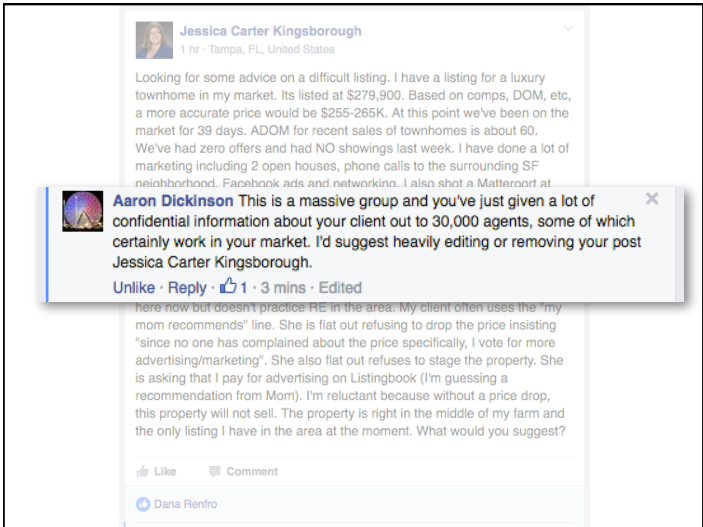 Jessica Carter Kingsborough
1 hr · Tampa, FL, United States
Looking for some advice on a difficult listing. I have a listing for a luxury
townhome in my market. Its listed at $279,900. Based on comps, DOM, etc,
a more accurate price would be $255-265K. At this point we've been on the
market for 39 days. ADOM for recent sales of townhomes is about 60.
We've had zero offers and had NO showings last week. I have done a lot of
marketing including 2 open houses, phone calls to the surrounding SF
neighborhood, Facebook ads and networking. I also shot a Matterport at
Aaron Dickinson This is a massive group and you've just given a lot of
confidential information about your client out to 30,000 agents, some of which
certainly work in your market. I'd suggest heavily editing or removing your post
Jessica Carter Kingsborough.
Unlike · Reply · 1 · 3 mins · Edited
here now but doesn't practice RE in the area. My client often uses the "my
mom recommends" line. She is flat out refusing to drop the price insisting
"since no one has complained about the price specifically, I vote for more
advertising/marketing". She also flat out refuses to stage the property. She
is asking that I pay for advertising on Listingbook (I'm guessing a
recommendation from Mom). I'm reluctant because without a price drop,
this property will not sell. The property is right in the middle of my farm and
the only listing I have in the area at the moment. What would you suggest?
Like Comment
Dana Renfro